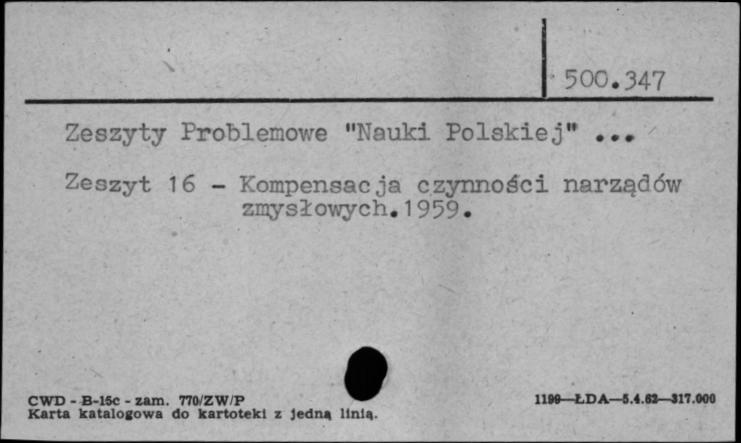 500.347
Zeszyty Problemowe "Nauki Polskiej" ...
Zeszyt 16 - Kompensacja czynności narządów
zmysłowych.1959.
CWD - B-15c - zam. 770/ZW/P
1199—ŁDA—5.4.62—317.000
Karta katalogowa do kartoteki z jedną linią.